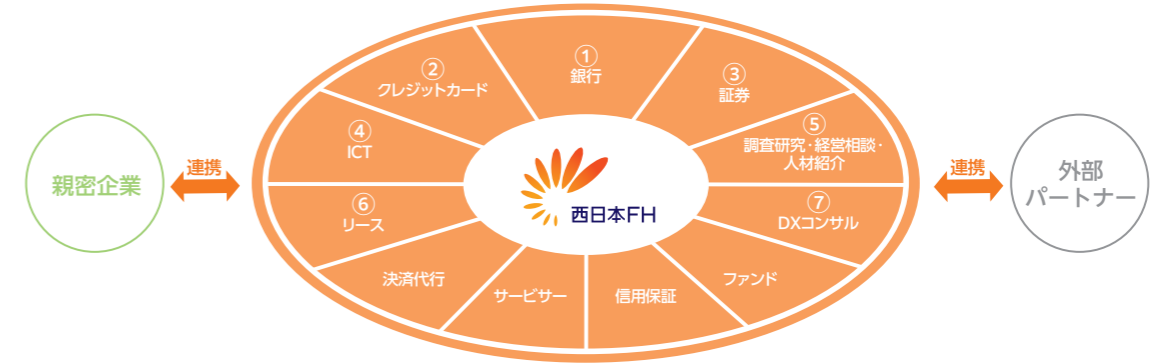 ①
銀行
②
クレジットカード
③
証券
④
ICT
⑤
調査研究・経営相談・
人材紹介
親密企業
連携
西日本FH
連携
外部
パートナー
⑥
リース
⑦
DXコンサル
決済代行
サービサー
信用保証
ファンド